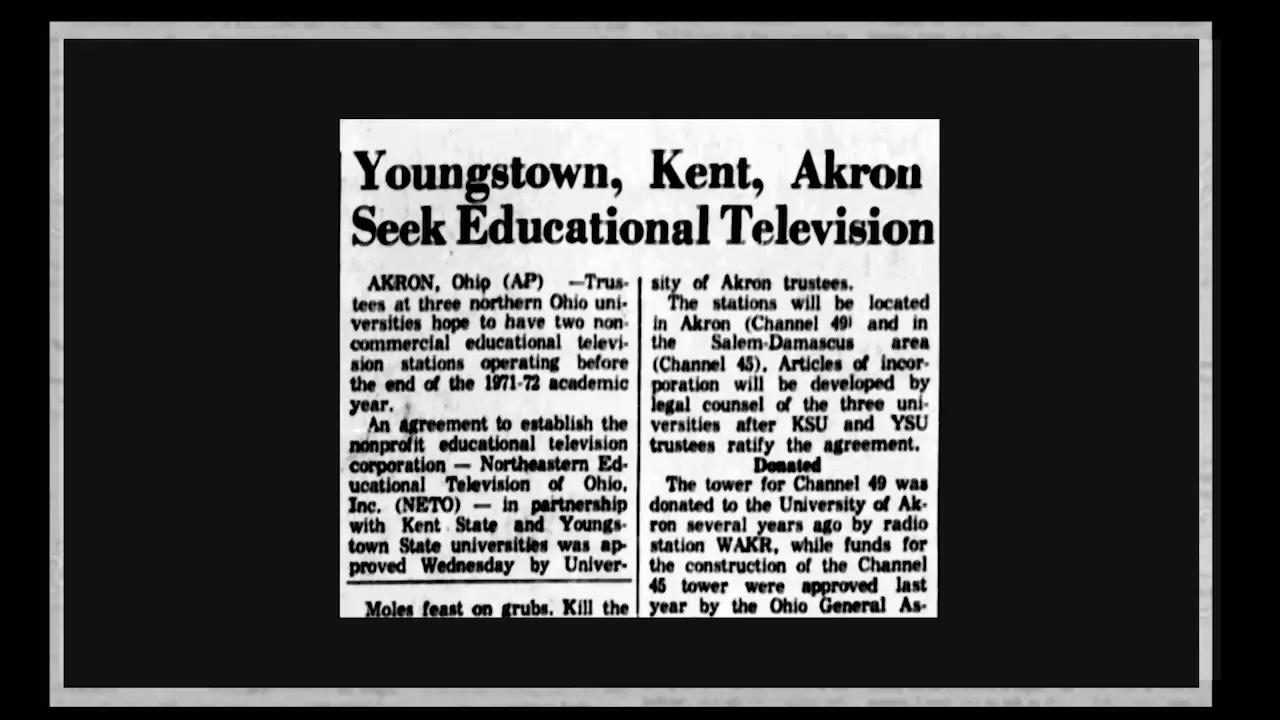 Youngstown, Kent, Akron
Seek Educational Television
AKRON, Ohio (AP) —Trus-
tees at three northern Ohio uni-
versities hope to have two non-
commercial educational televi-
sion stations operating before
the end of the 1971-72 academic
year.
An agreement to establish the
nonprofit educational television
corporation — Northeastern Ed-
ucational Television of Ohio,
Inc. (NETO) — in partnership
with Kent State and Youngs-
town State universities was ap-
proved Wednesday by Univer-
Moles feast on grubs. Kill the
sity of Akron trustees.
The stations will be located
in Akron (Channel 49) and in
the Salem-Damascus area
(Channel 45). Articles of incor-
poration will be developed by
legal counsel of the three uni-
versities after KSU and YSU
trustees ratify the agreement.
Donated
The tower for Channel 49 was
donated to the University of Ak-
ron several years ago by radio
station WAKR, while funds for
the construction of the Channel
45 tower were approved last
year by the Ohio General As-